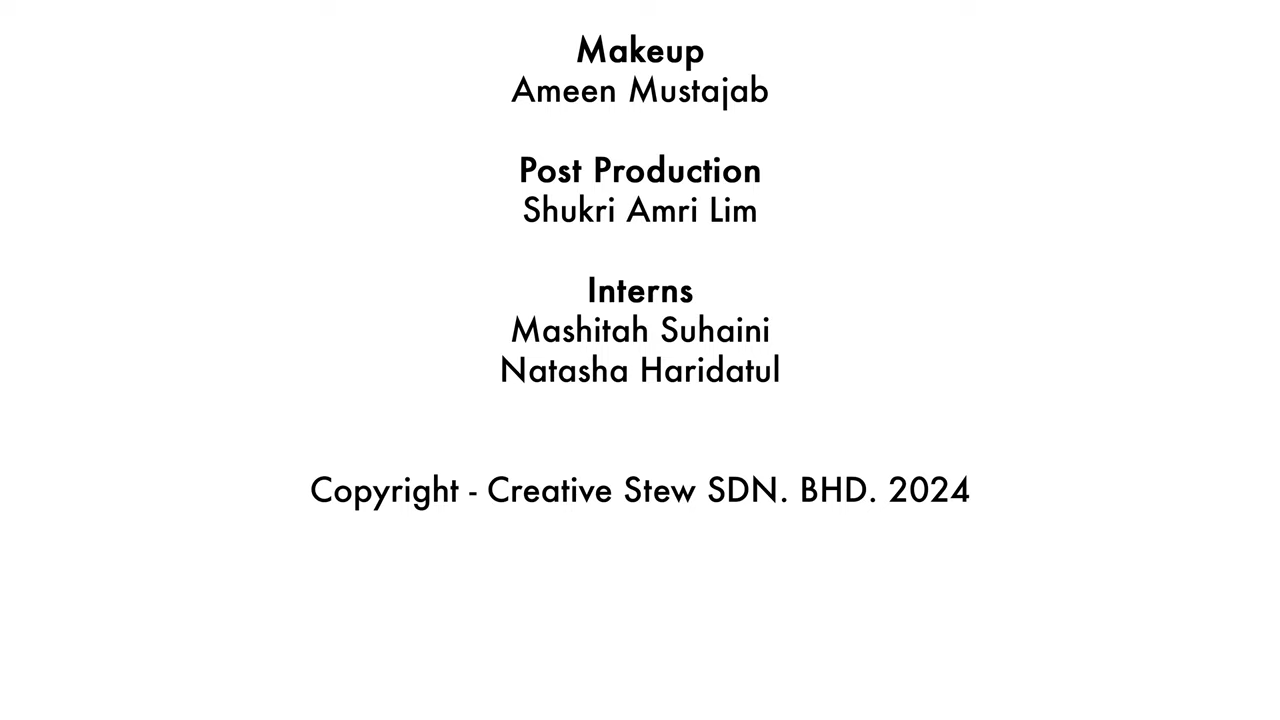 Makeup
Ameen Mustajab
Post Production
Shukri Amri Lim
Interns
Mashitah Suhaini
Natasha Haridatul
Copyright - Creative Stew SDN. BHD. 2024